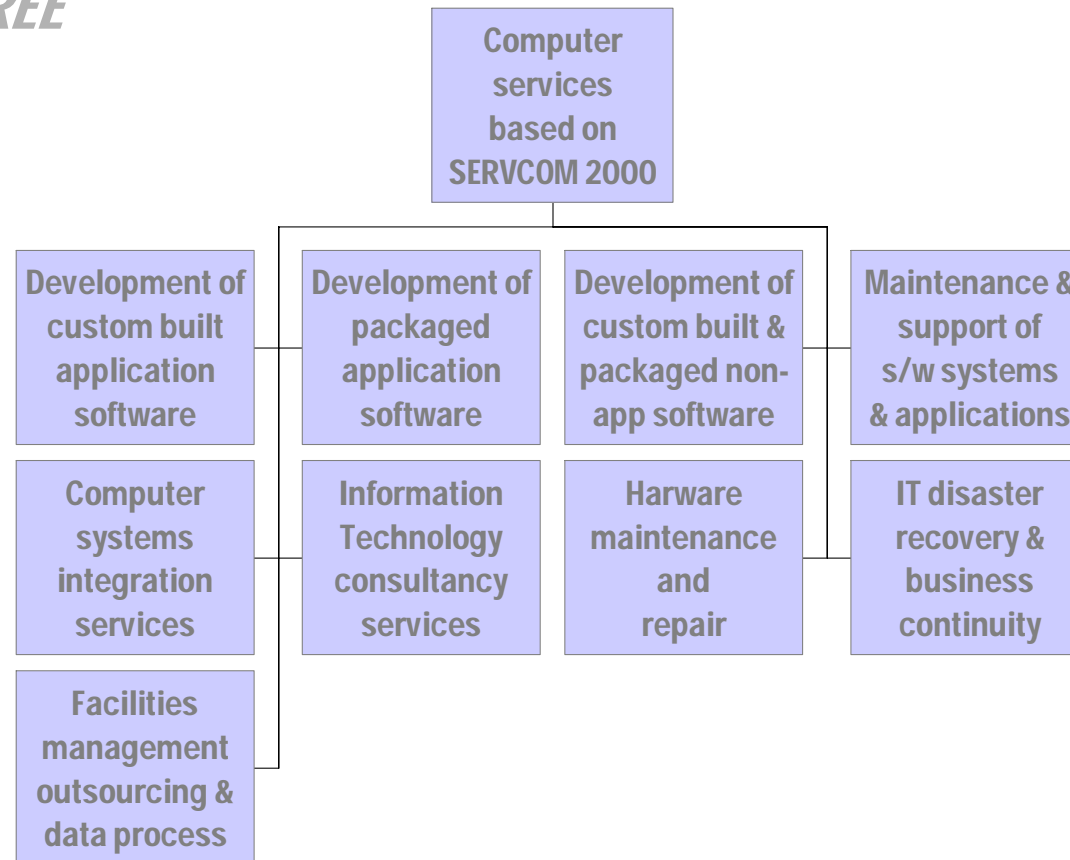 REE
Computer
services
based on
SERVCOM 2000
Development of
custom built
application
software
Development of
packaged
application
software
Development of
custom built &
packaged non-
app software
Maintenance &
support of
s/w systems
& applications
Computer
systems
integration
services
Information
Technology
consultancy
services
Harware
maintenance
and
repair
IT disaster
recovery &
business
continuity
Facilities
management
outsourcing &
data process